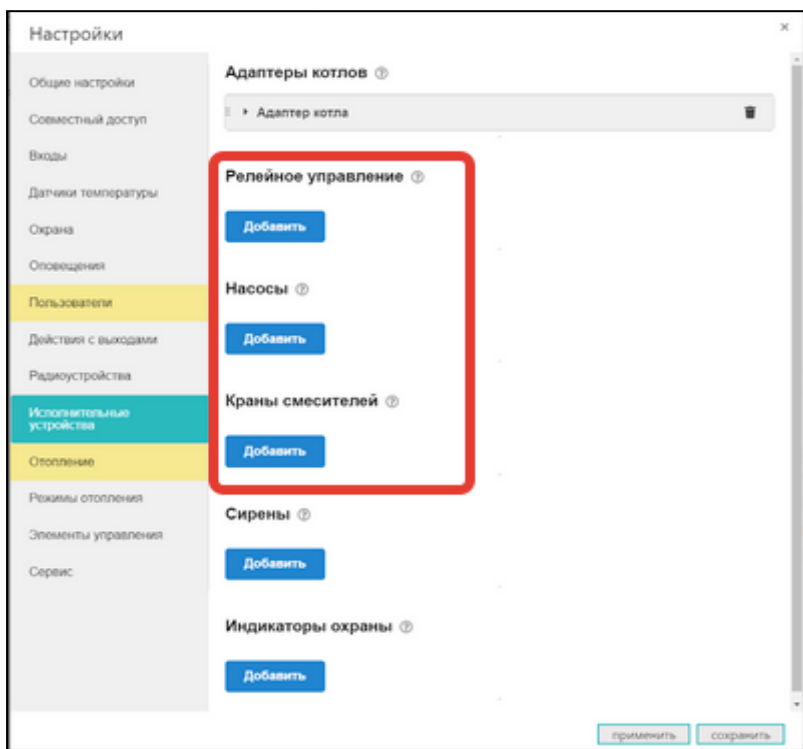 Настройки
×
Общие настройки
Совместный доступ
Входы
Датчики температуры
Охрана
Оповещения
Пользователи
Действия с выходами
Радиоустройства
Исполнительные
устройства
Отопление
Режимы отопления
Элементы управления
Сервис
Адаптеры котлов ?
Адаптер котла
Релейное управление ?
Добавить
Насосы ?
Добавить
Краны смесителей ?
Добавить
Сирены ?
Добавить
Индикаторы охраны ?
Добавить
применить
сохранить